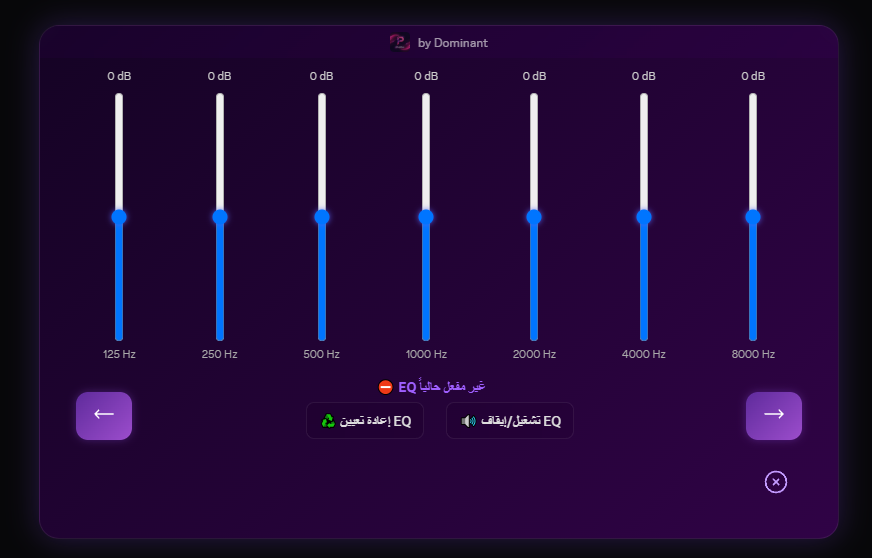 by Dominant
0 dB 0 dB 0 dB 0 dB 0 dB 0 dB 0 dB
125 Hz 250 Hz 500 Hz 1000 Hz 2000 Hz 4000 Hz 8000 Hz
⛔ EQ غير مفعل حالياً
←
♻️ إعادة تعيين EQ
🔊 تشغيل/إيقاف EQ
→